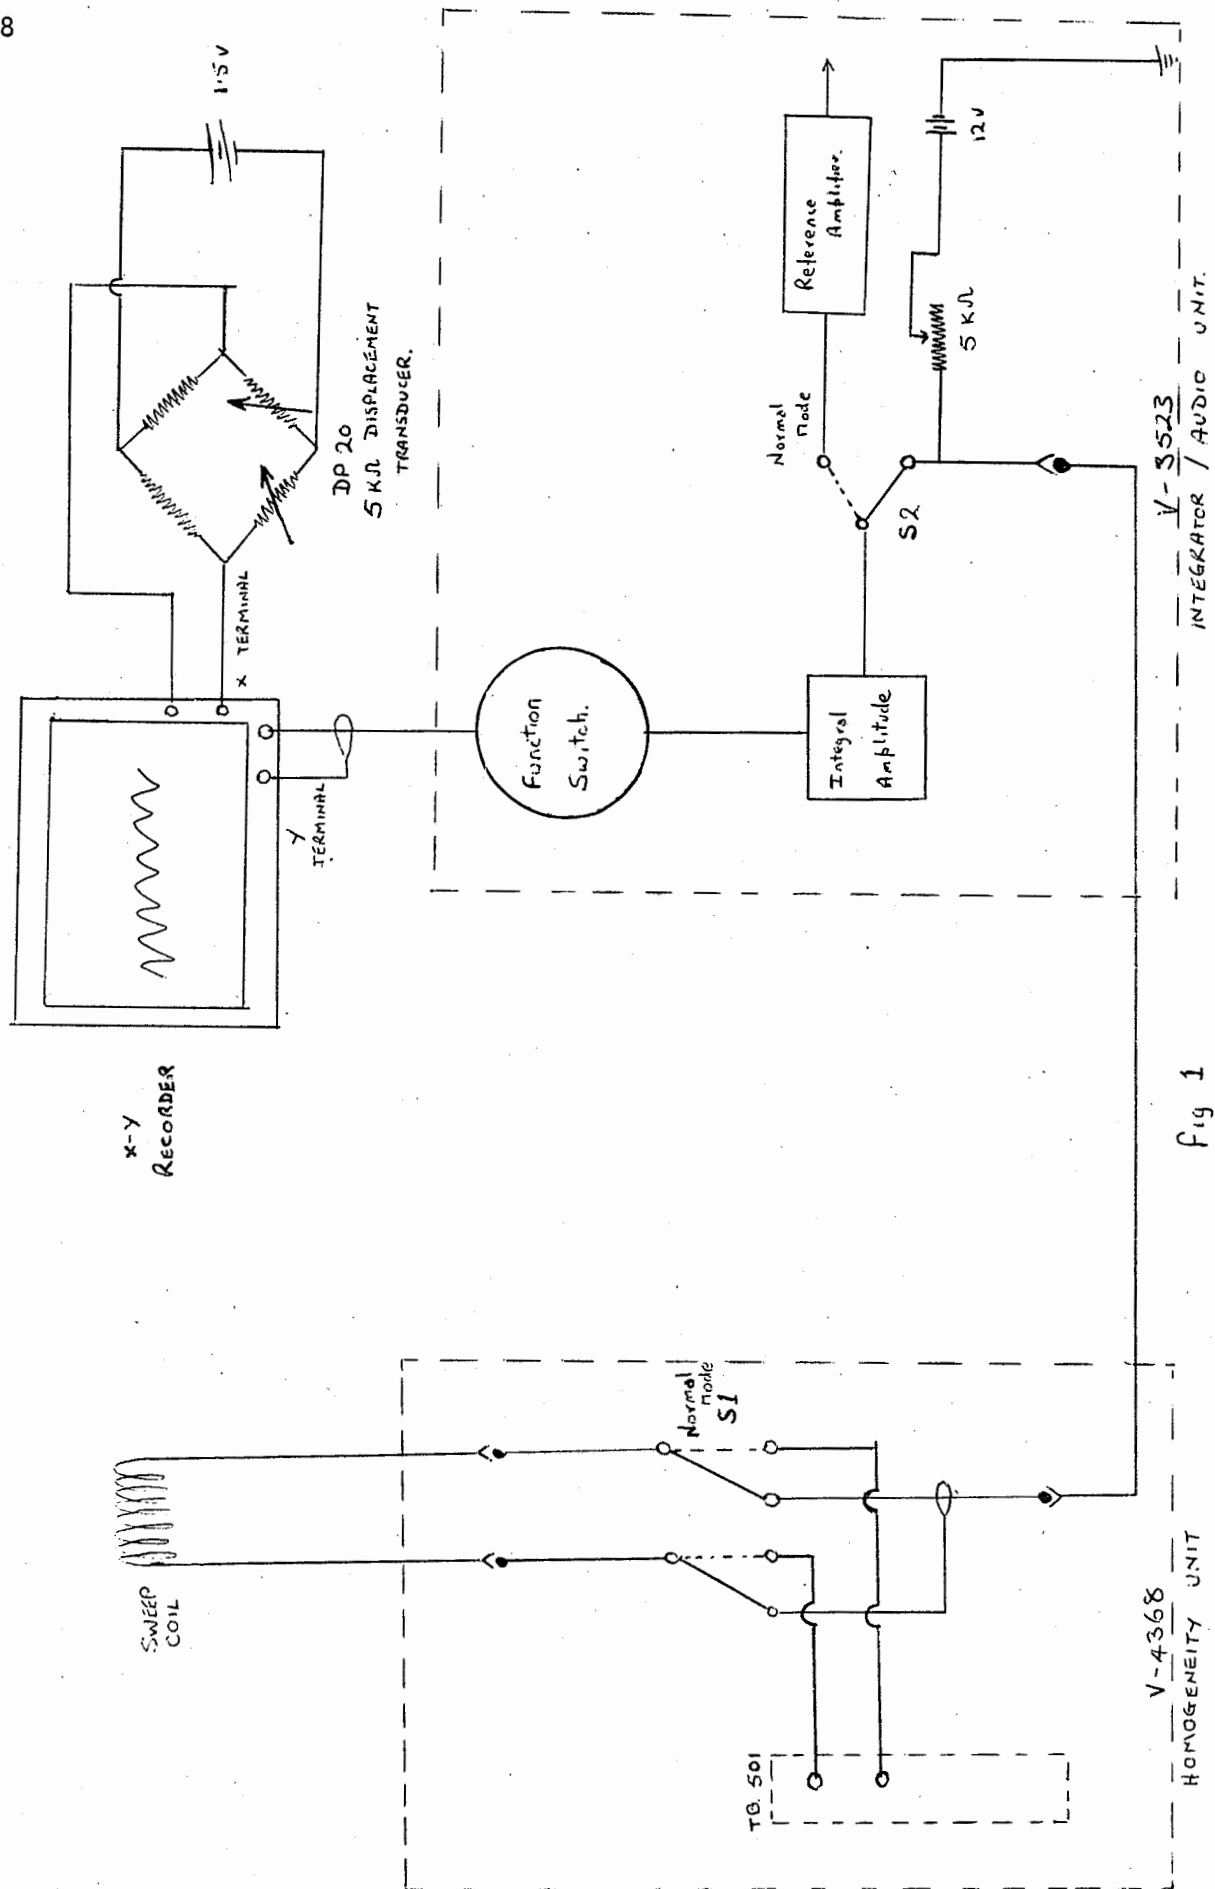 8
1.5V
DP 20
5 KΩ DISPLACEMENT
TRANSDUCER.
X TERMINAL
Y
TERMINAL
X-Y
RECORDER
Function
Switch.
Integral
Amplitude
Normal
Mode
S2
Reference
Amplifier.
5 KΩ
12V
V-3523
INTEGRATOR / AUDIO UNIT.
SWEEP
COIL
Normal
Mode
S1
TB. 501
V-4368
HOMOGENEITY UNIT
Fig 1